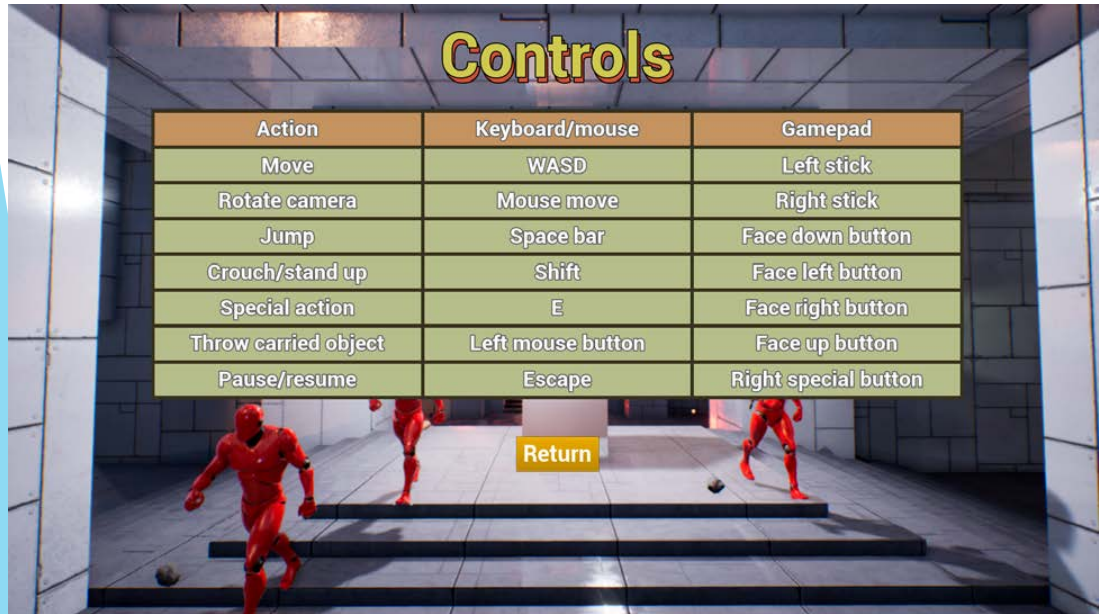 Controls
Action Keyboard/mouse Gamepad
Move WASD Left stick
Rotate camera Mouse move Right stick
Jump Space bar Face down button
Crouch/stand up Shift Face left button
Special action E Face right button
Throw carried object Left mouse button Face up button
Pause/resume Escape Right special button
Return